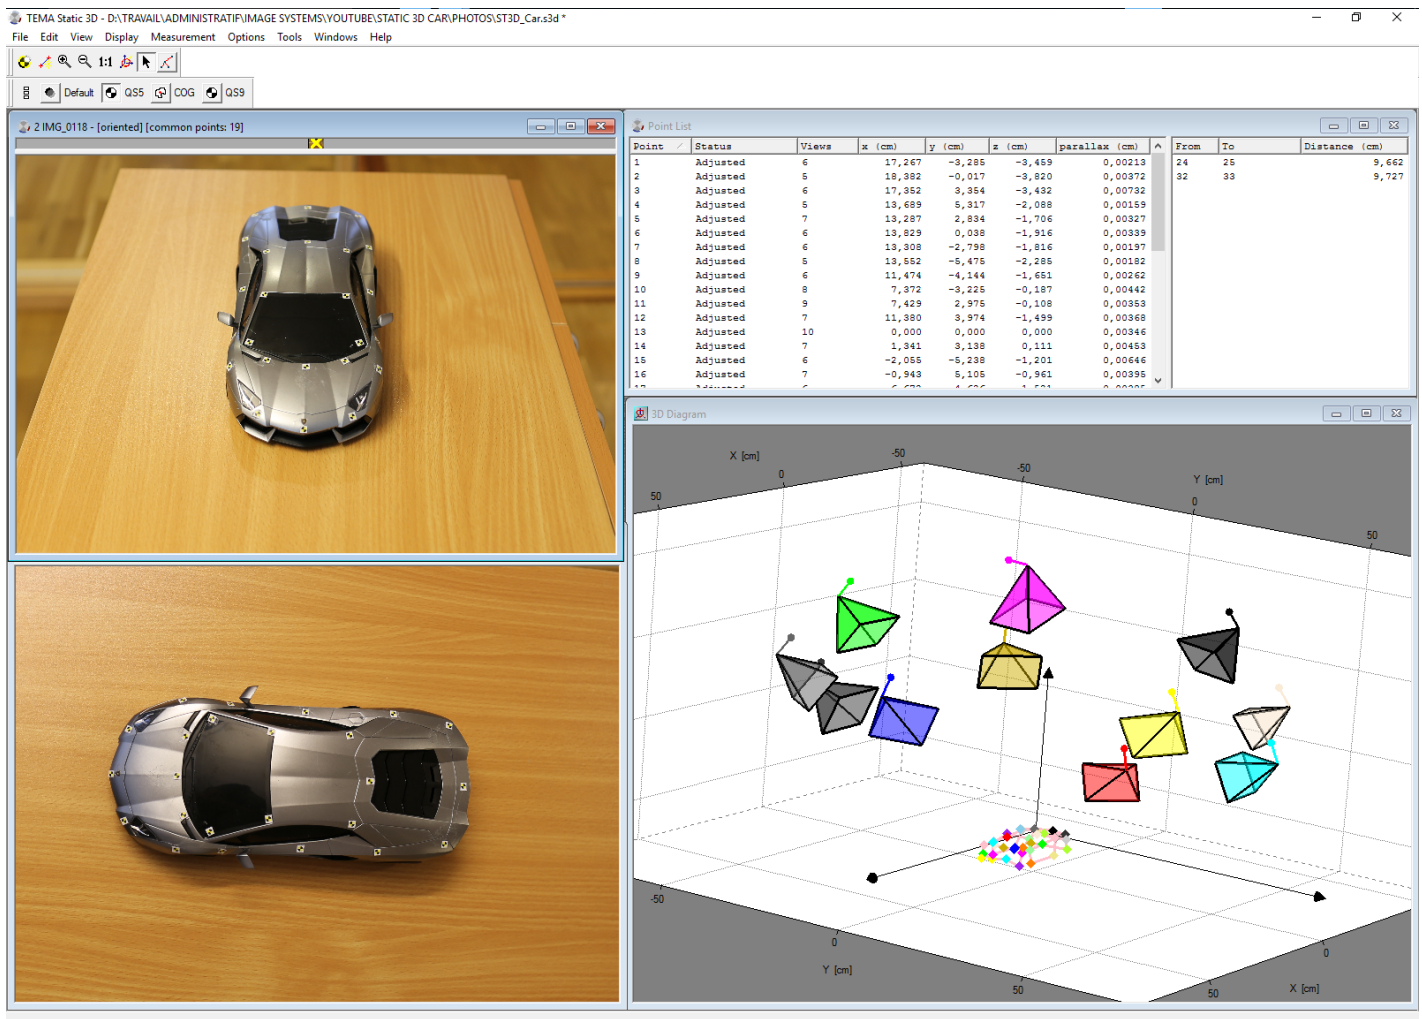 TEMA Static 3D - D:\TRAVAIL\ADMINISTRATIF\IMAGE SYSTEMS\YOUTUBE\STATIC 3D CAR\PHOTOS\ST3D_Car.s3d *
File Edit View Display Measurement Options Tools Windows Help
1:1
Default QS5 COG QS9
2 IMG_0118 - [oriented] [common points: 19]
Point List
Point Status Views x (cm) y (cm) z (cm) parallax (cm)
1 Adjusted 6 17,267 -3,285 -3,459 0,00213
2 Adjusted 5 18,382 -0,017 -3,820 0,00372
3 Adjusted 6 17,352 3,354 -3,432 0,00732
4 Adjusted 5 13,689 5,317 -2,088 0,00159
5 Adjusted 7 13,287 2,834 -1,706 0,00327
6 Adjusted 6 13,829 0,038 -1,916 0,00339
7 Adjusted 6 13,308 -2,798 -1,816 0,00197
8 Adjusted 5 13,552 -5,475 -2,285 0,00182
9 Adjusted 6 11,474 -4,144 -1,651 0,00262
10 Adjusted 8 7,372 -3,225 -0,187 0,00442
11 Adjusted 9 7,429 2,975 -0,108 0,00353
12 Adjusted 7 11,380 3,974 -1,499 0,00368
13 Adjusted 10 0,000 0,000 0,000 0,00346
14 Adjusted 7 1,341 3,138 0,111 0,00453
15 Adjusted 6 -2,055 -5,238 -1,201 0,00646
16 Adjusted 7 -0,943 5,105 -0,961 0,00395
From To Distance (cm)
24 25 9,662
32 33 9,727
3D Diagram
X [cm]
-50
0
50
-50
Y [cm]
0
50
-50
0
Y [cm]
50
0
X [cm]
50